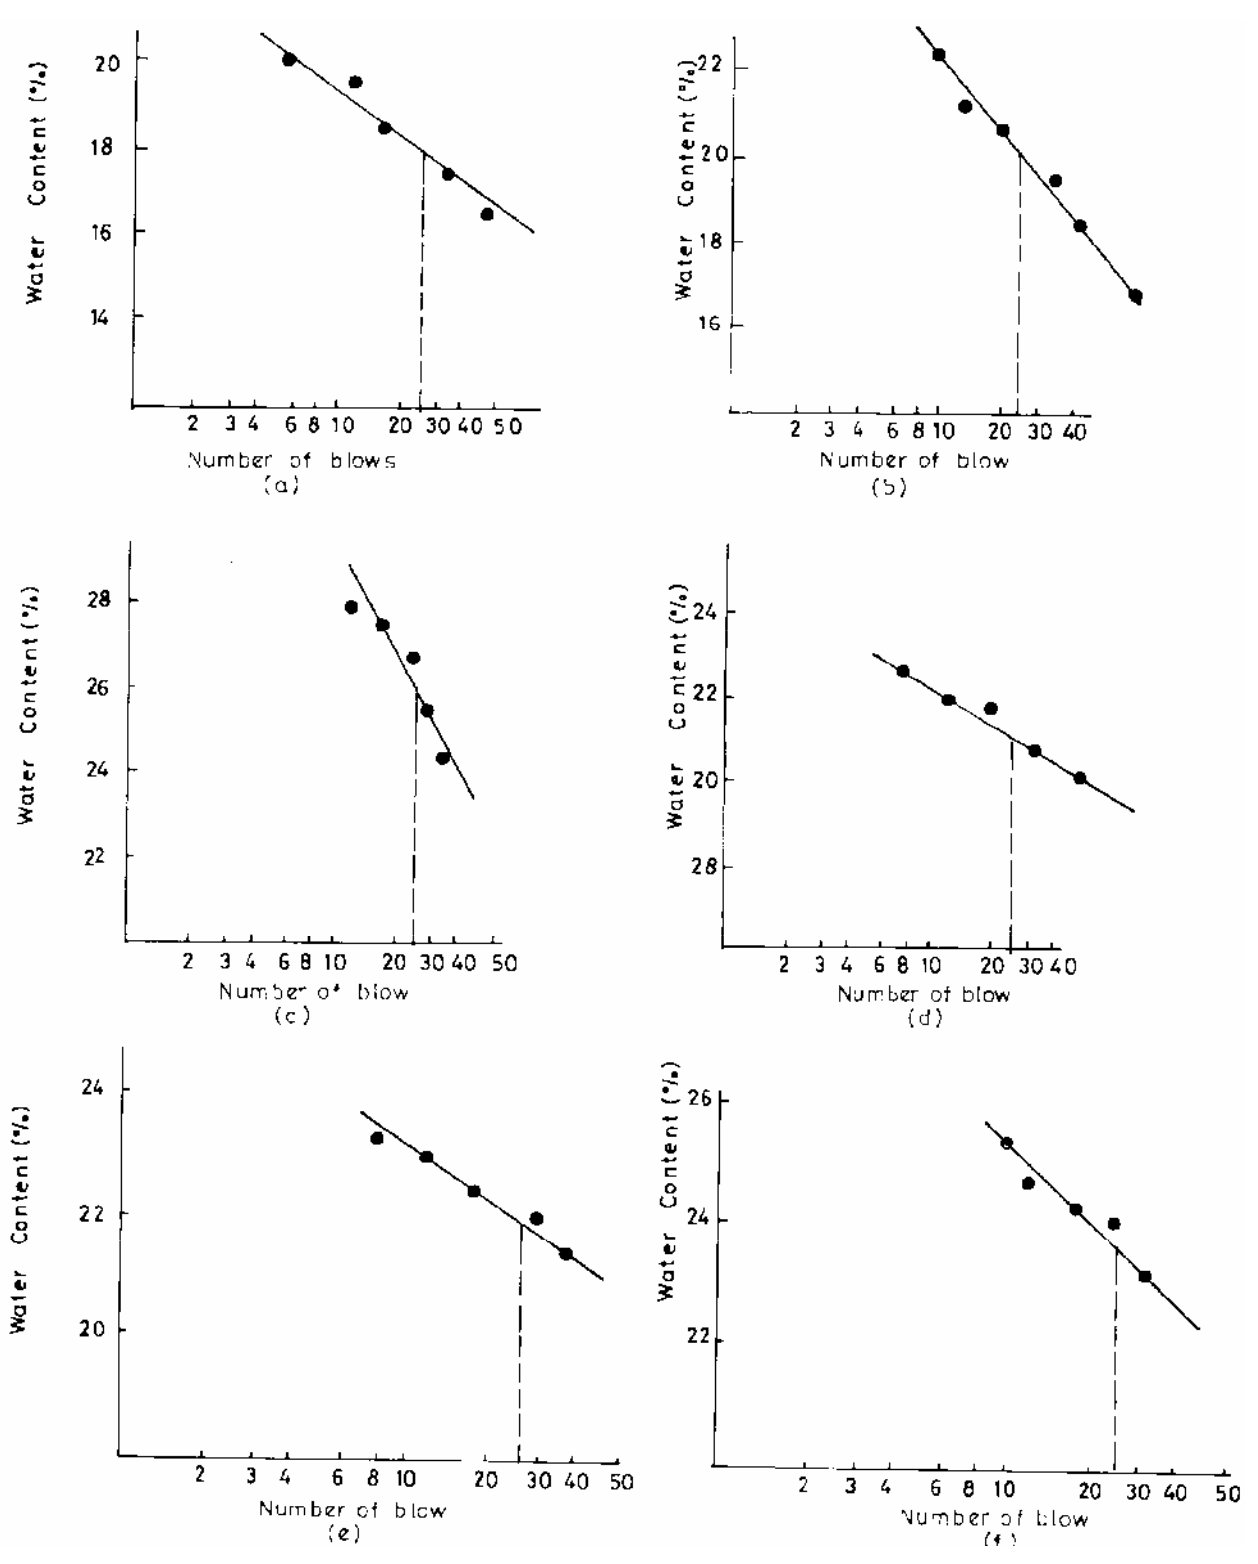 Water Content (%)
20
18
16
14
2 3 4 6 8 10 20 30 40 50
Number of blows
(a)
Water Content (%)
22
20
18
16
2 3 4 6 8 10 20 30 40
Number of blow
(b)
Water Content (%)
28
26
24
22
2 3 4 6 8 10 20 30 40 50
Number of blow
(c)
Water Content (%)
24
22
20
28
2 3 4 6 8 10 20 30 40
Number of blow
(d)
Water Content (%)
24
22
20
2 3 4 6 8 10 20 30 40 50
Number of blow
(e)
Water Content (%)
26
24
22
2 3 4 6 8 10 20 30 40 50
Number of blow
(f)